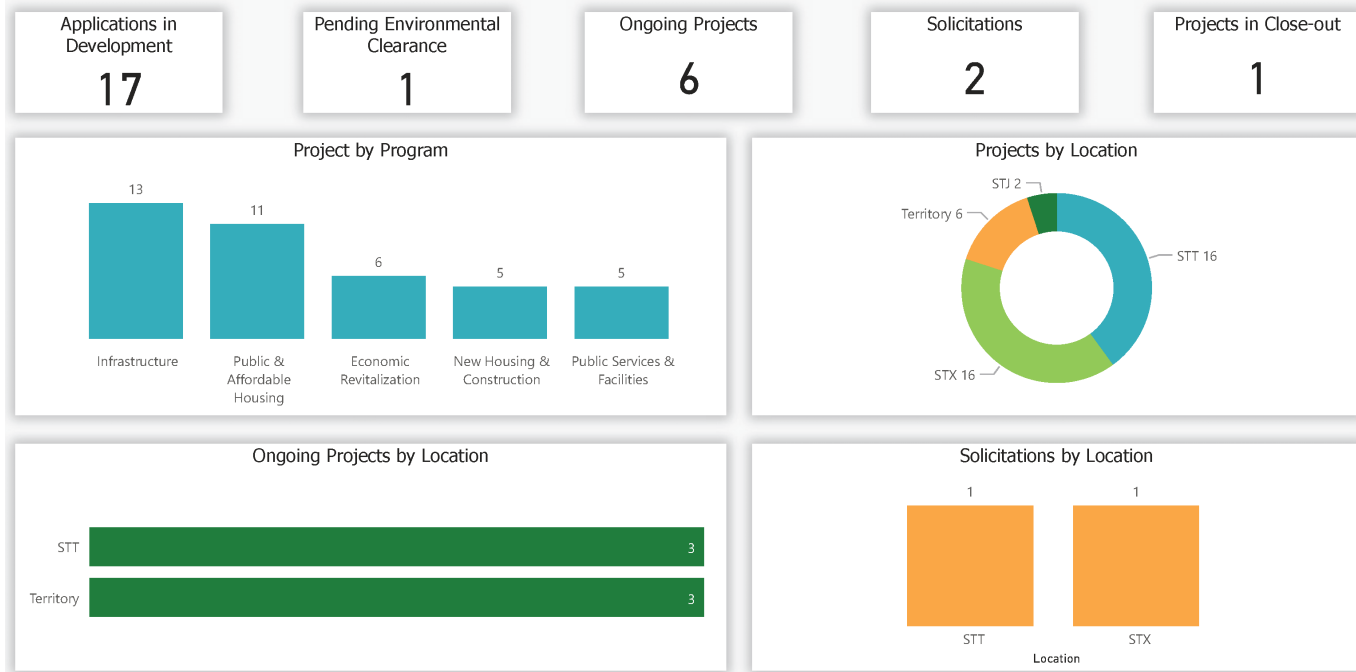 Applications in
Development
17
Pending Environmental
Clearance
1
Ongoing Projects
6
Solicitations
2
Projects in Close-out
1
Project by Program
13
11
6
5
5
Infrastructure
Public &
Affordable
Housing
Economic
Revitalization
New Housing &
Construction
Public Services &
Facilities
Projects by Location
STJ 2
Territory 6
STT 16
STX 16
Ongoing Projects by Location
STT
3
Territory
3
Solicitations by Location
1
1
STT
STX
Location